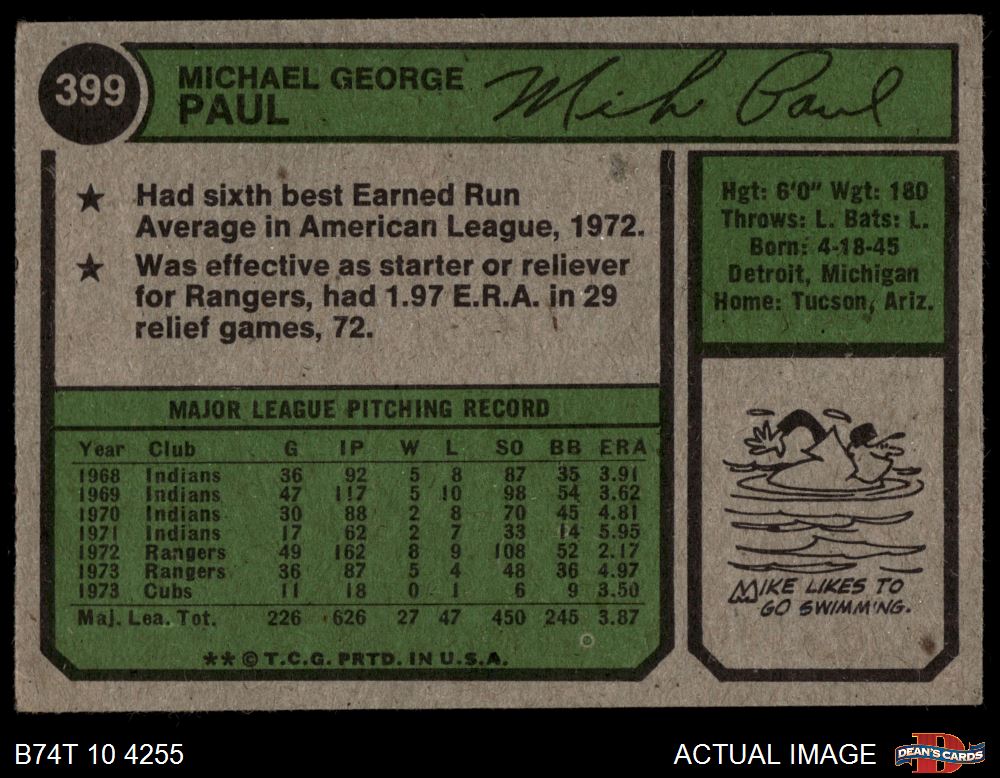 399
MICHAEL GEORGE
PAUL
Mike Paul
★ Had sixth best Earned Run
Average in American League, 1972.
★ Was effective as starter or reliever
for Rangers, had 1.97 E.R.A. in 29
relief games, 72.
Hgt: 6'0" Wgt: 180
Throws: L. Bats: L.
Born: 4-18-45
Detroit, Michigan
Home: Tucson, Ariz.
MAJOR LEAGUE PITCHING RECORD
Year Club G IP W L SO BB ERA
1968 Indians 36 92 5 8 87 35 3.91
1969 Indians 47 117 5 10 98 54 3.62
1970 Indians 30 88 2 8 70 45 4.81
1971 Indians 17 62 2 7 33 14 5.95
1972 Rangers 49 162 8 9 108 52 2.17
1973 Rangers 36 87 5 4 48 36 4.97
1973 Cubs 11 18 0 1 6 9 3.50
Maj. Lea. Tot. 226 626 27 47 450 245 3.87
** © T.C.G. PRTD. IN U.S.A.
MIKE LIKES TO
GO SWIMMING.
B74T 10 4255
ACTUAL IMAGE
DEAN'S CARDS